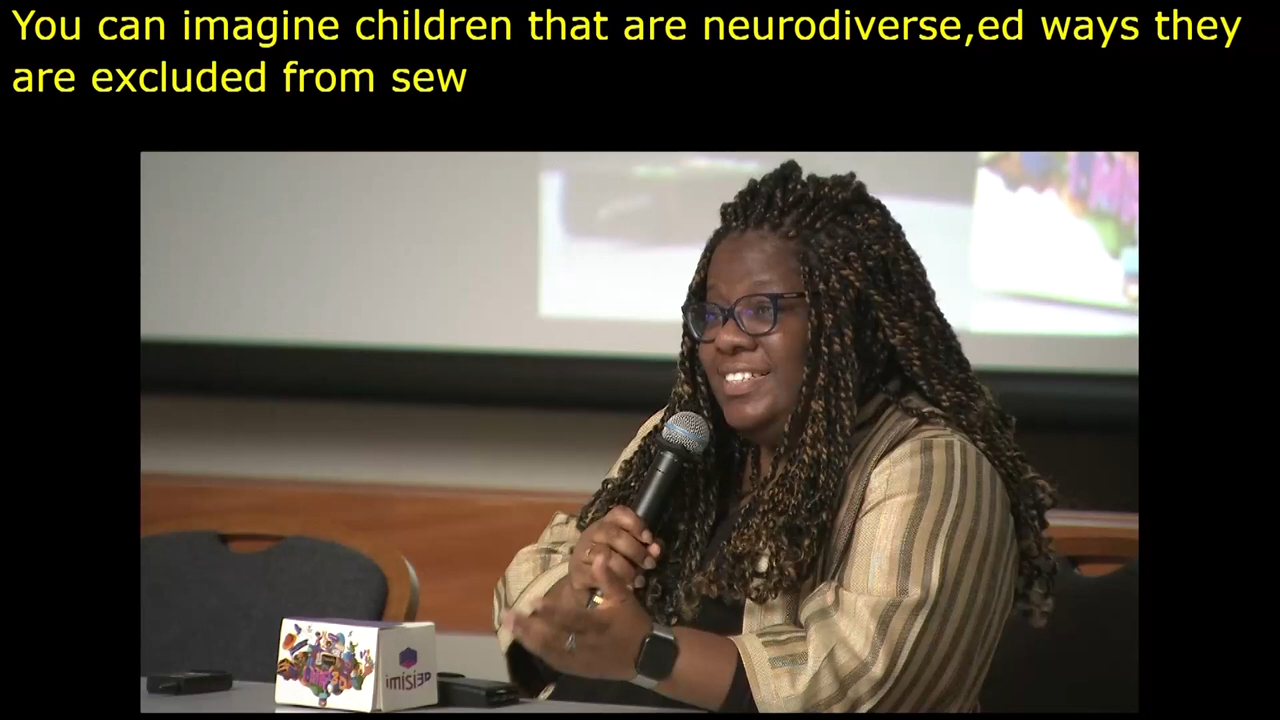 You can imagine children that are neurodiverse,ed ways they
are excluded from sew
imisi3D